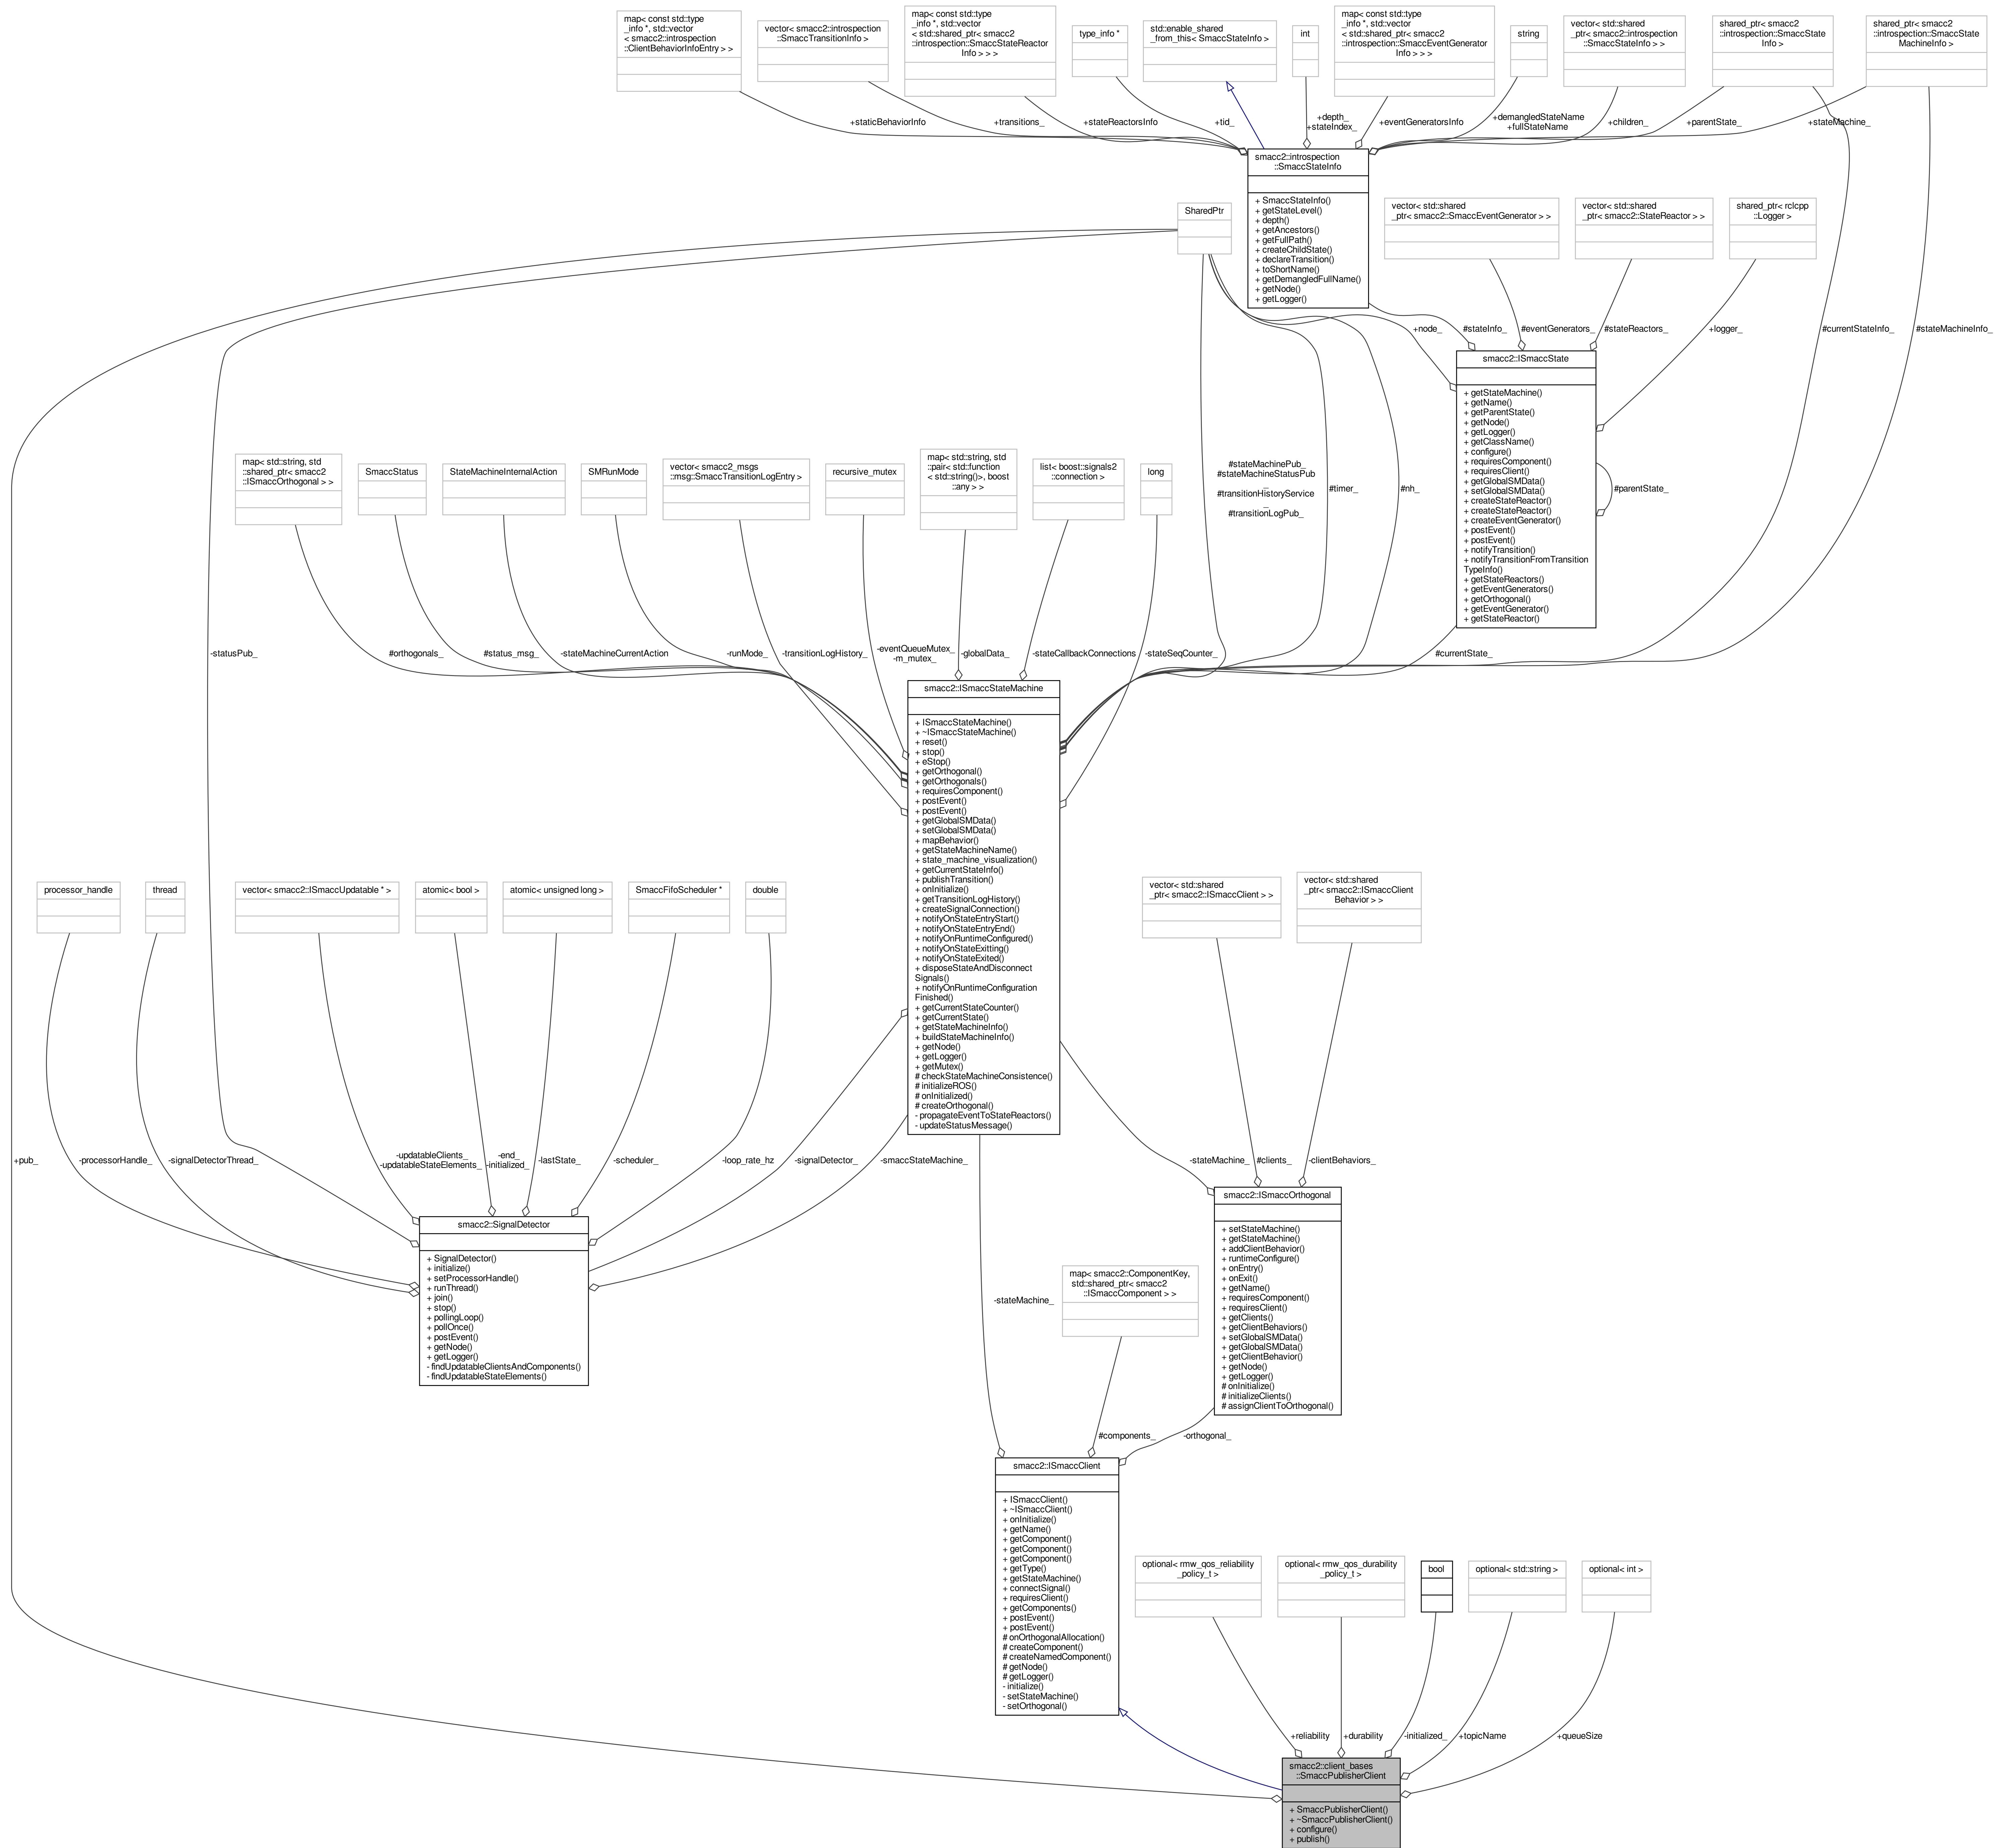 map< const std::type
_info *, std::vector
< smacc2::introspection
::ClientBehaviorInfoEntry > >
vector< smacc2::introspection
::SmaccTransitionInfo >
map< const std::type
_info *, std::vector
< std::shared_ptr< smacc2
::introspection::SmaccStateReactor
Info > > >
type_info *
std::enable_shared
_from_this< SmaccStateInfo >
int
map< const std::type
_info *, std::vector
< std::shared_ptr< smacc2
::introspection::SmaccEventGenerator
Info > > >
string
vector< std::shared
_ptr< smacc2::introspection
::SmaccStateInfo > >
shared_ptr< smacc2
::introspection::SmaccState
Info >
shared_ptr< smacc2
::introspection::SmaccState
MachineInfo >
+staticBehaviorInfo
+transitions_
+stateReactorsInfo
+tid_
+depth_
+stateIndex_
+eventGeneratorsInfo
+demangledStateName
+fullStateName
+children_
+parentState_
+stateMachine_
smacc2::introspection
::SmaccStateInfo
+ SmaccStateInfo()
+ getStateLevel()
+ depth()
+ getAncestors()
+ getFullPath()
+ createChildState()
+ declareTransition()
+ toShortName()
+ getDemangledFullName()
+ getNode()
+ getLogger()
SharedPtr
vector< std::shared
_ptr< smacc2::SmaccEventGenerator > >
vector< std::shared
_ptr< smacc2::StateReactor > >
shared_ptr< rclcpp
::Logger >
+node_
#stateInfo_
#eventGenerators_
#stateReactors_
+logger_
#currentStateInfo_
#stateMachineInfo_
smacc2::ISmaccState
+ getStateMachine()
+ getName()
+ getParentState()
+ getNode()
+ getLogger()
+ getClassName()
+ configure()
+ requiresComponent()
+ requiresClient()
+ getGlobalSMData()
+ setGlobalSMData()
+ createStateReactor()
+ createStateReactor()
+ createEventGenerator()
+ postEvent()
+ postEvent()
+ notifyTransition()
+ notifyTransitionFromTransition
TypeInfo()
+ getStateReactors()
+ getEventGenerators()
+ getOrthogonal()
+ getEventGenerator()
+ getStateReactor()
#parentState_
map< std::string, std
::shared_ptr< smacc2
::ISmaccOrthogonal > >
SmaccStatus
StateMachineInternalAction
SMRunMode
vector< smacc2_msgs
::msg::SmaccTransitionLogEntry >
recursive_mutex
map< std::string, std
::pair< std::function
< std::string()>, boost
::any > >
list< boost::signals2
::connection >
long
#stateMachinePub_
#stateMachineStatusPub
_
#transitionHistoryService
_
#transitionLogPub_
#timer_
#nh_
-statusPub_
#orthogonals_
#status_msg_
-stateMachineCurrentAction
-runMode_
-transitionLogHistory_
-eventQueueMutex_
-m_mutex_
-globalData_
-stateCallbackConnections
-stateSeqCounter_
#currentState_
smacc2::ISmaccStateMachine
+ ISmaccStateMachine()
+ ~ISmaccStateMachine()
+ reset()
+ stop()
+ eStop()
+ getOrthogonal()
+ getOrthogonals()
+ requiresComponent()
+ postEvent()
+ postEvent()
+ getGlobalSMData()
+ setGlobalSMData()
+ mapBehavior()
+ getStateMachineName()
+ state_machine_visualization()
+ getCurrentStateInfo()
+ publishTransition()
+ onInitialize()
+ getTransitionLogHistory()
+ createSignalConnection()
+ notifyOnStateEntryStart()
+ notifyOnStateEntryEnd()
+ notifyOnRuntimeConfigured()
+ notifyOnStateExitting()
+ notifyOnStateExited()
+ disposeStateAndDisconnect
Signals()
+ notifyOnRuntimeConfiguration
Finished()
+ getCurrentStateCounter()
+ getCurrentState()
+ getStateMachineInfo()
+ buildStateMachineInfo()
+ getNode()
+ getLogger()
+ getMutex()
# checkStateMachineConsistence()
# initializeROS()
# onInitialized()
# createOrthogonal()
- propagateEventToStateReactors()
- updateStatusMessage()
processor_handle
thread
vector< smacc2::ISmaccUpdatable * >
atomic< bool >
atomic< unsigned long >
SmaccFifoScheduler *
double
vector< std::shared
_ptr< smacc2::ISmaccClient > >
vector< std::shared
_ptr< smacc2::ISmaccClient
Behavior > >
+pub_
-processorHandle_
-signalDetectorThread_
-updatableClients_
-updatableStateElements_
-end_
-initialized_
-lastState_
-scheduler_
-loop_rate_hz
-signalDetector_
-smaccStateMachine_
-stateMachine_
#clients_
-clientBehaviors_
smacc2::SignalDetector
+ SignalDetector()
+ initialize()
+ setProcessorHandle()
+ runThread()
+ join()
+ stop()
+ pollingLoop()
+ pollOnce()
+ postEvent()
+ getNode()
+ getLogger()
- findUpdatableClientsAndComponents()
- findUpdatableStateElements()
smacc2::ISmaccOrthogonal
+ setStateMachine()
+ getStateMachine()
+ addClientBehavior()
+ runtimeConfigure()
+ onEntry()
+ onExit()
+ getName()
+ requiresComponent()
+ requiresClient()
+ getClients()
+ getClientBehaviors()
+ setGlobalSMData()
+ getGlobalSMData()
+ getClientBehavior()
+ getNode()
+ getLogger()
# onInitialize()
# initializeClients()
# assignClientToOrthogonal()
map< smacc2::ComponentKey,
std::shared_ptr< smacc2
::ISmaccComponent > >
-stateMachine_
#components_
-orthogonal_
smacc2::ISmaccClient
+ ISmaccClient()
+ ~ISmaccClient()
+ onInitialize()
+ getName()
+ getComponent()
+ getComponent()
+ getComponent()
+ getType()
+ getStateMachine()
+ connectSignal()
+ requiresClient()
+ getComponents()
+ postEvent()
+ postEvent()
# onOrthogonalAllocation()
# createComponent()
# createNamedComponent()
# getNode()
# getLogger()
- initialize()
- setStateMachine()
- setOrthogonal()
optional< rmw_qos_reliability
_policy_t >
optional< rmw_qos_durability
_policy_t >
bool
optional< std::string >
optional< int >
+reliability
+durability
-initialized_
+topicName
+queueSize
smacc2::client_bases
::SmaccPublisherClient
+ SmaccPublisherClient()
+ ~SmaccPublisherClient()
+ configure()
+ publish()